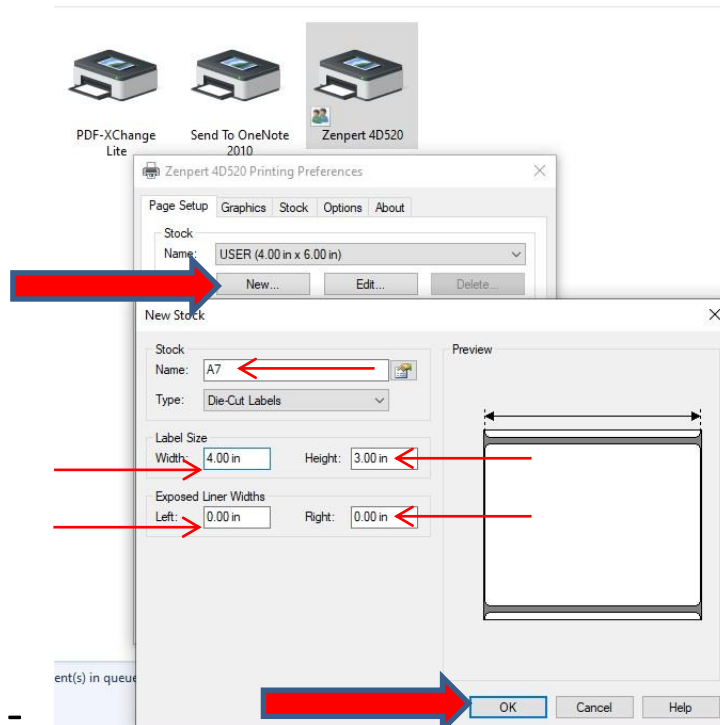 PDF-XChange Lite
Send To OneNote 2010
Zenpert 4D520
Zenpert 4D520 Printing Preferences
Page Setup Graphics Stock Options About
Stock
Name: USER (4.00 in x 6.00 in)
New... Edit... Delete...
New Stock
Stock
Name: A7
Type: Die-Cut Labels
Label Size
Width: 4.00 in Height: 3.00 in
Exposed Liner Widths
Left: 0.00 in Right: 0.00 in
Preview
ent(s) in queue
OK Cancel Help
-